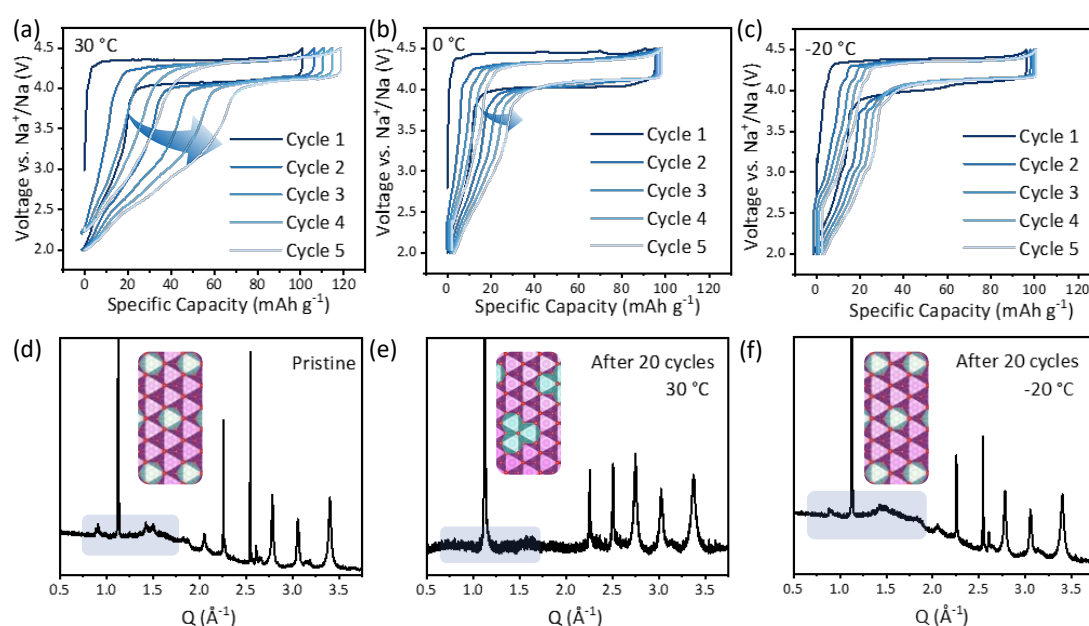 (a)
30 °C
Voltage vs. Na⁺/Na (V)
4.5
4.0
3.5
3.0
2.5
2.0
Cycle 1
Cycle 2
Cycle 3
Cycle 4
Cycle 5
0 20 40 60 80 100 120
Specific Capacity (mAh g⁻¹)
(b)
0 °C
Voltage vs. Na⁺/Na (V)
4.5
4.0
3.5
3.0
2.5
2.0
Cycle 1
Cycle 2
Cycle 3
Cycle 4
Cycle 5
0 20 40 60 80 100 120
Specific Capacity (mAh g⁻¹)
(c)
-20 °C
Voltage vs. Na⁺/Na (V)
4.5
4.0
3.5
3.0
2.5
2.0
Cycle 1
Cycle 2
Cycle 3
Cycle 4
Cycle 5
0 20 40 60 80 100 120
Specific Capacity (mAh g⁻¹)
(d)
Pristine
0.5 1.0 1.5 2.0 2.5 3.0 3.5
Q (Å⁻¹)
(e)
After 20 cycles
30 °C
0.5 1.0 1.5 2.0 2.5 3.0 3.5
Q (Å⁻¹)
(f)
After 20 cycles
-20 °C
0.5 1.0 1.5 2.0 2.5 3.0 3.5
Q (Å⁻¹)